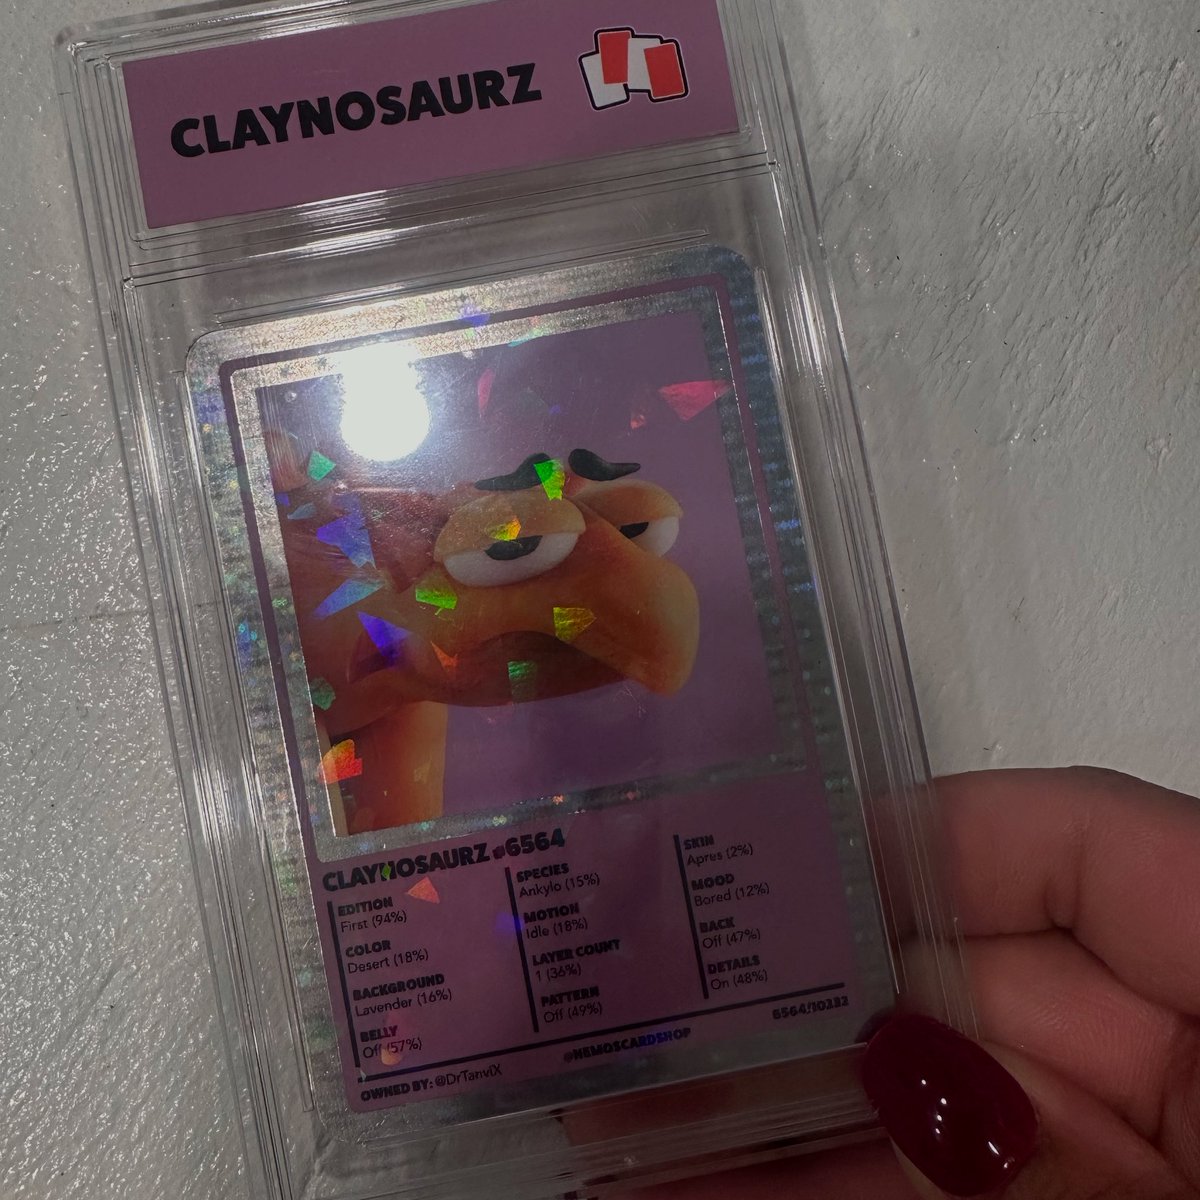 CLAYNOSAURZ
CLAYNOSAURZ #6564
EDITION
First (94%)
COLOR
Desert (18%)
BACKGROUND
Lavender (16%)
BELLY
Off (57%)
SPECIES
Ankylo (15%)
MOTION
Idle (18%)
LAYER COUNT
1 (36%)
PATTERN
Off (49%)
SKIN
Apres (2%)
MOOD
Bored (12%)
BACK
Off (47%)
DETAILS
On (48%)
OWNED BY: @DrTanviX
@NEMOSCARDSHOP
6564/10222